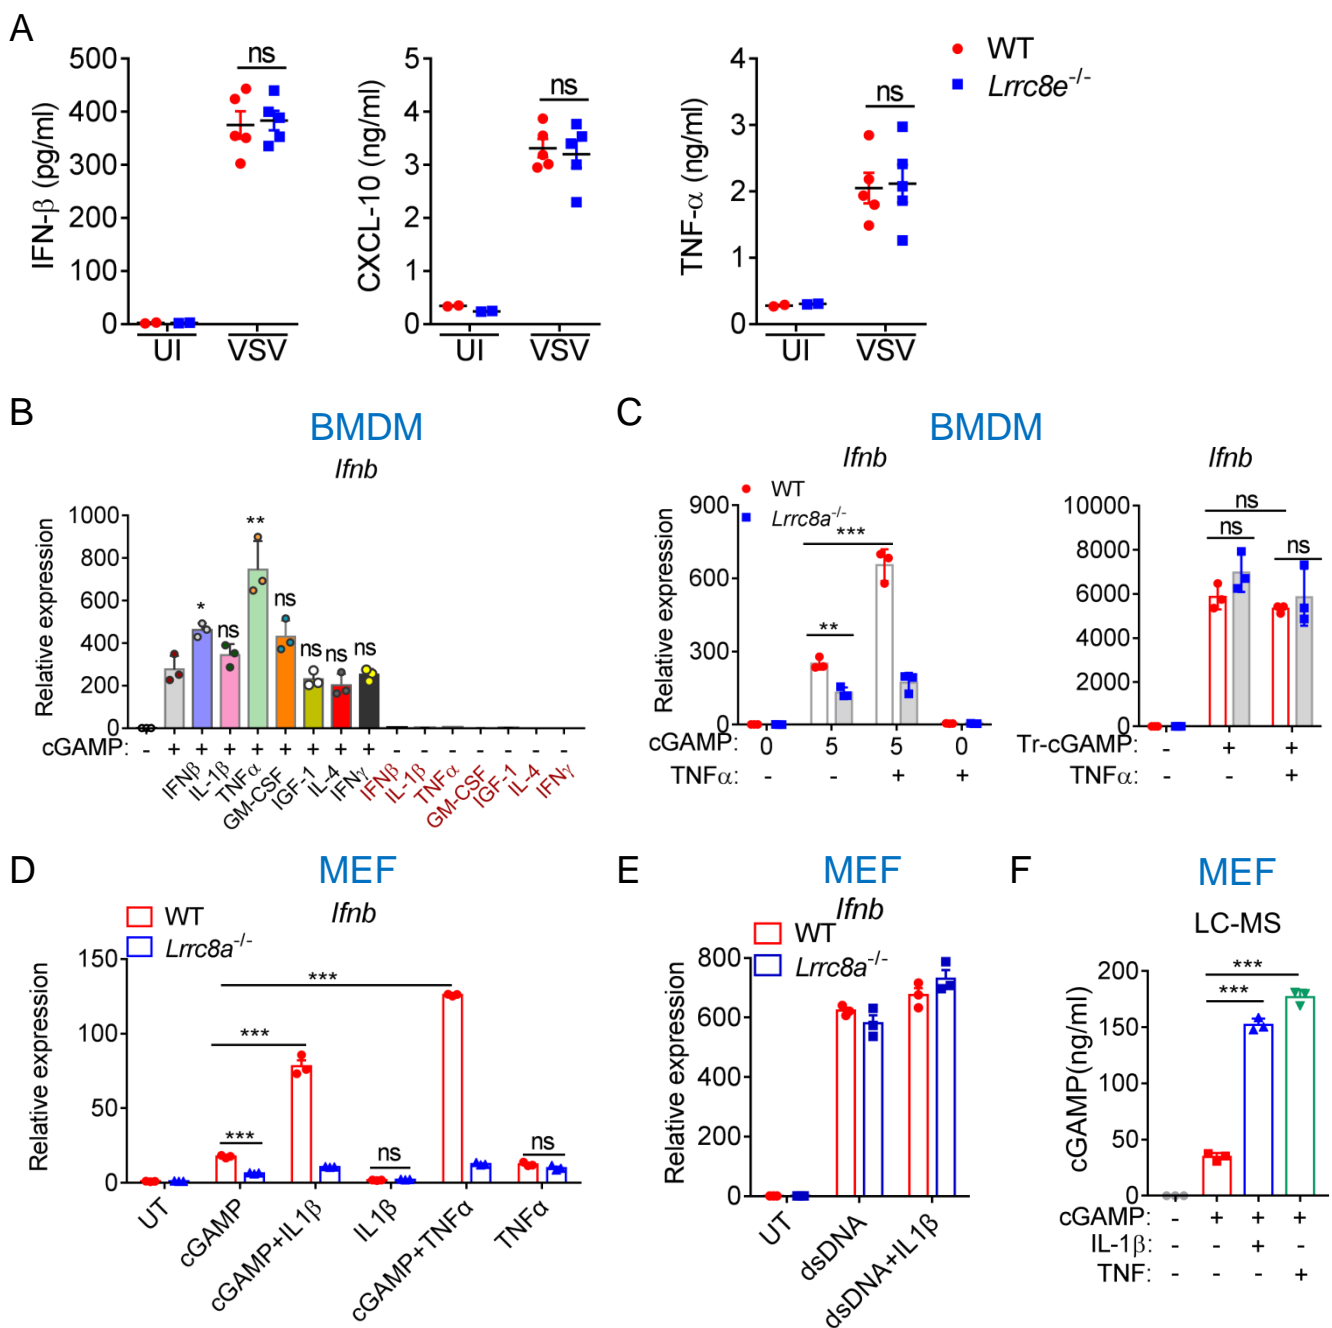 A
IFN-β (pg/ml)
500
400
300
200
100
0
ns
UI
VSV
CXCL-10 (ng/ml)
5
4
3
2
1
0
ns
UI
VSV
TNF-α (ng/ml)
4
3
2
1
0
ns
UI
VSV
WT
Lrrc8e-/-
B
BMDM
Ifnb
Relative expression
1000
800
600
400
200
0
*
ns
**
ns
ns
ns
ns
cGAMP: - + + + + + + + + - - - - - - -
IFNβ
IL-1β
TNFα
GM-CSF
IGF-1
IL-4
IFNγ
IFNβ
IL-1β
TNFα
GM-CSF
IGF-1
IL-4
IFNγ
C
BMDM
Ifnb
WT
Lrrc8a-/-
Relative expression
900
600
300
0
**
***
cGAMP: 0 5 5 0
TNFα: - - + +
Ifnb
10000
8000
6000
4000
2000
0
ns
ns
ns
Tr-cGAMP: - + +
TNFα: - - +
D
MEF
Ifnb
WT
Lrrc8a-/-
Relative expression
150
100
50
0
***
***
***
ns
ns
UT
cGAMP
cGAMP+IL1β
IL1β
cGAMP+TNFα
TNFα
E
MEF
Ifnb
WT
Lrrc8a-/-
Relative expression
800
600
400
200
0
UT
dsDNA
dsDNA+IL1β
F
MEF
LC-MS
cGAMP(ng/ml)
200
150
100
50
0
***
***
cGAMP: - + + +
IL-1β: - - + -
TNF: - - - +